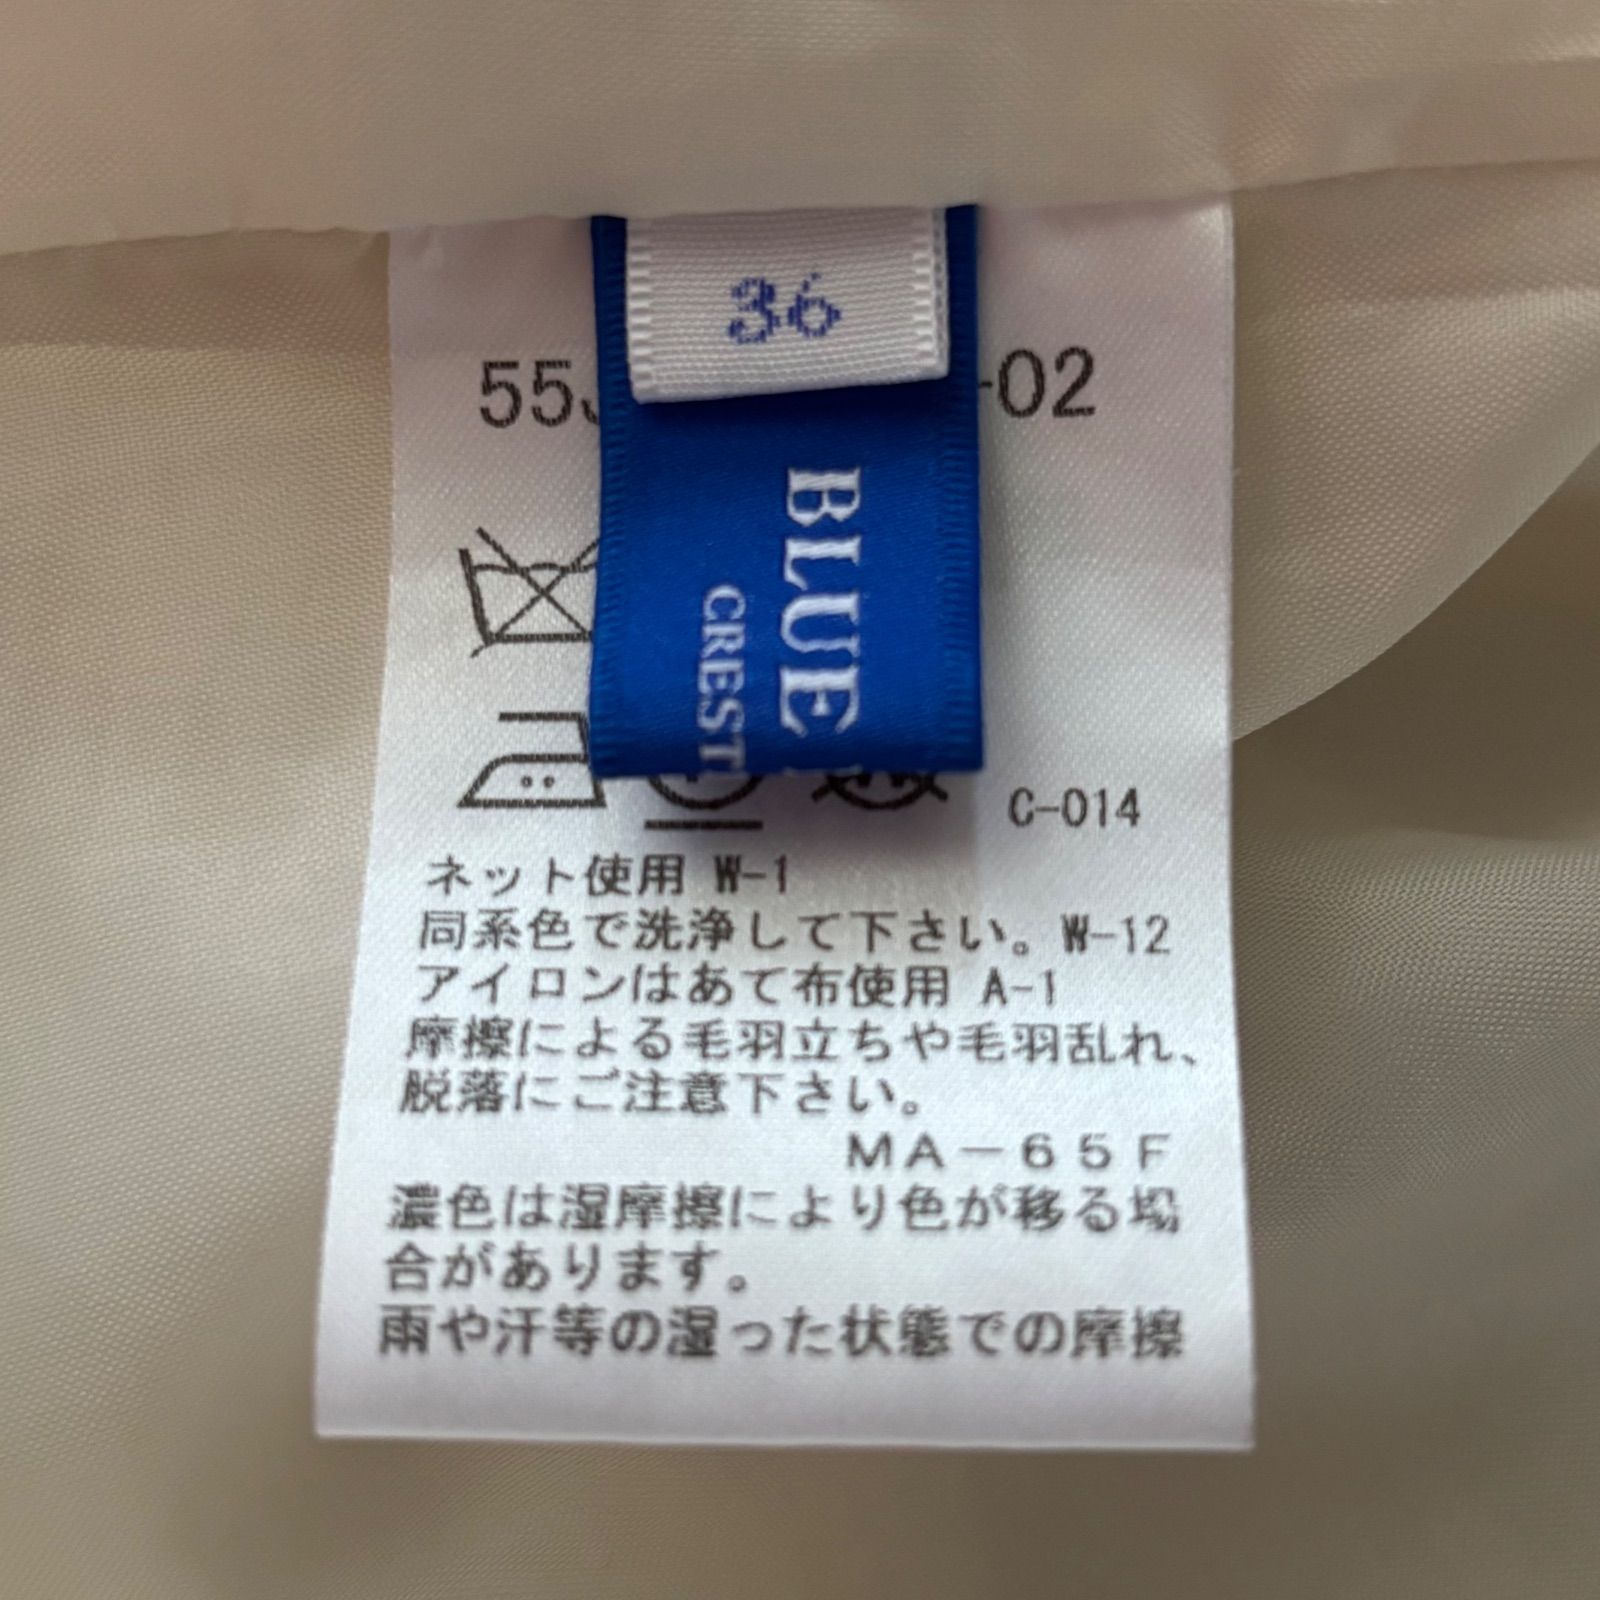 36
55
-02
BLUE
CREST
C-014
ネット使用 W-1
同系色で洗浄して下さい。W-12
アイロンはあて布使用 A-1
摩擦による毛羽立ちや毛羽乱れ、
脱落にご注意下さい。
MA-65F
濃色は湿摩擦により色が移る場
合があります。
雨や汗等の湿った状態での摩擦